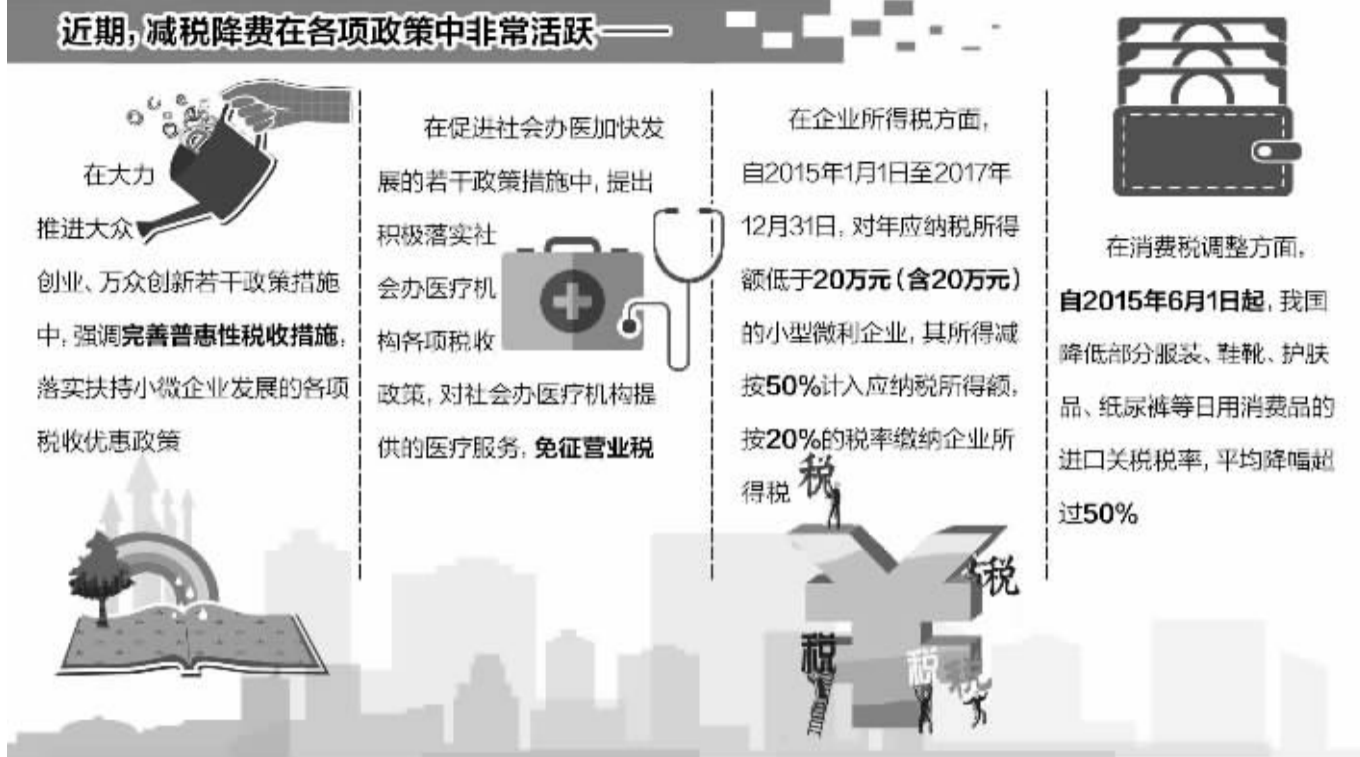 近期，减税降费在各项政策中非常活跃——
在大力
推进大众
创业、万众创新若干政策措施
中，强调完善普惠性税收措施，
落实扶持小微企业发展的各项
税收优惠政策
在促进社会办医加快发
展的若干政策措施中，提出
积极落实社
会办医疗机
构各项税收
政策，对社会办医疗机构提
供的医疗服务，免征营业税
在企业所得税方面，
自2015年1月1日至2017年
12月31日，对年应纳税所得
额低于20万元（含20万元）
的小型微利企业，其所得减
按50%计入应纳税所得额，
按20%的税率缴纳企业所
得税
税
税
税
税
税
在消费税调整方面，
自2015年6月1日起，我国
降低部分服装、鞋靴、护肤
品、纸尿裤等日用消费品的
进口关税税率，平均降幅超
过50%